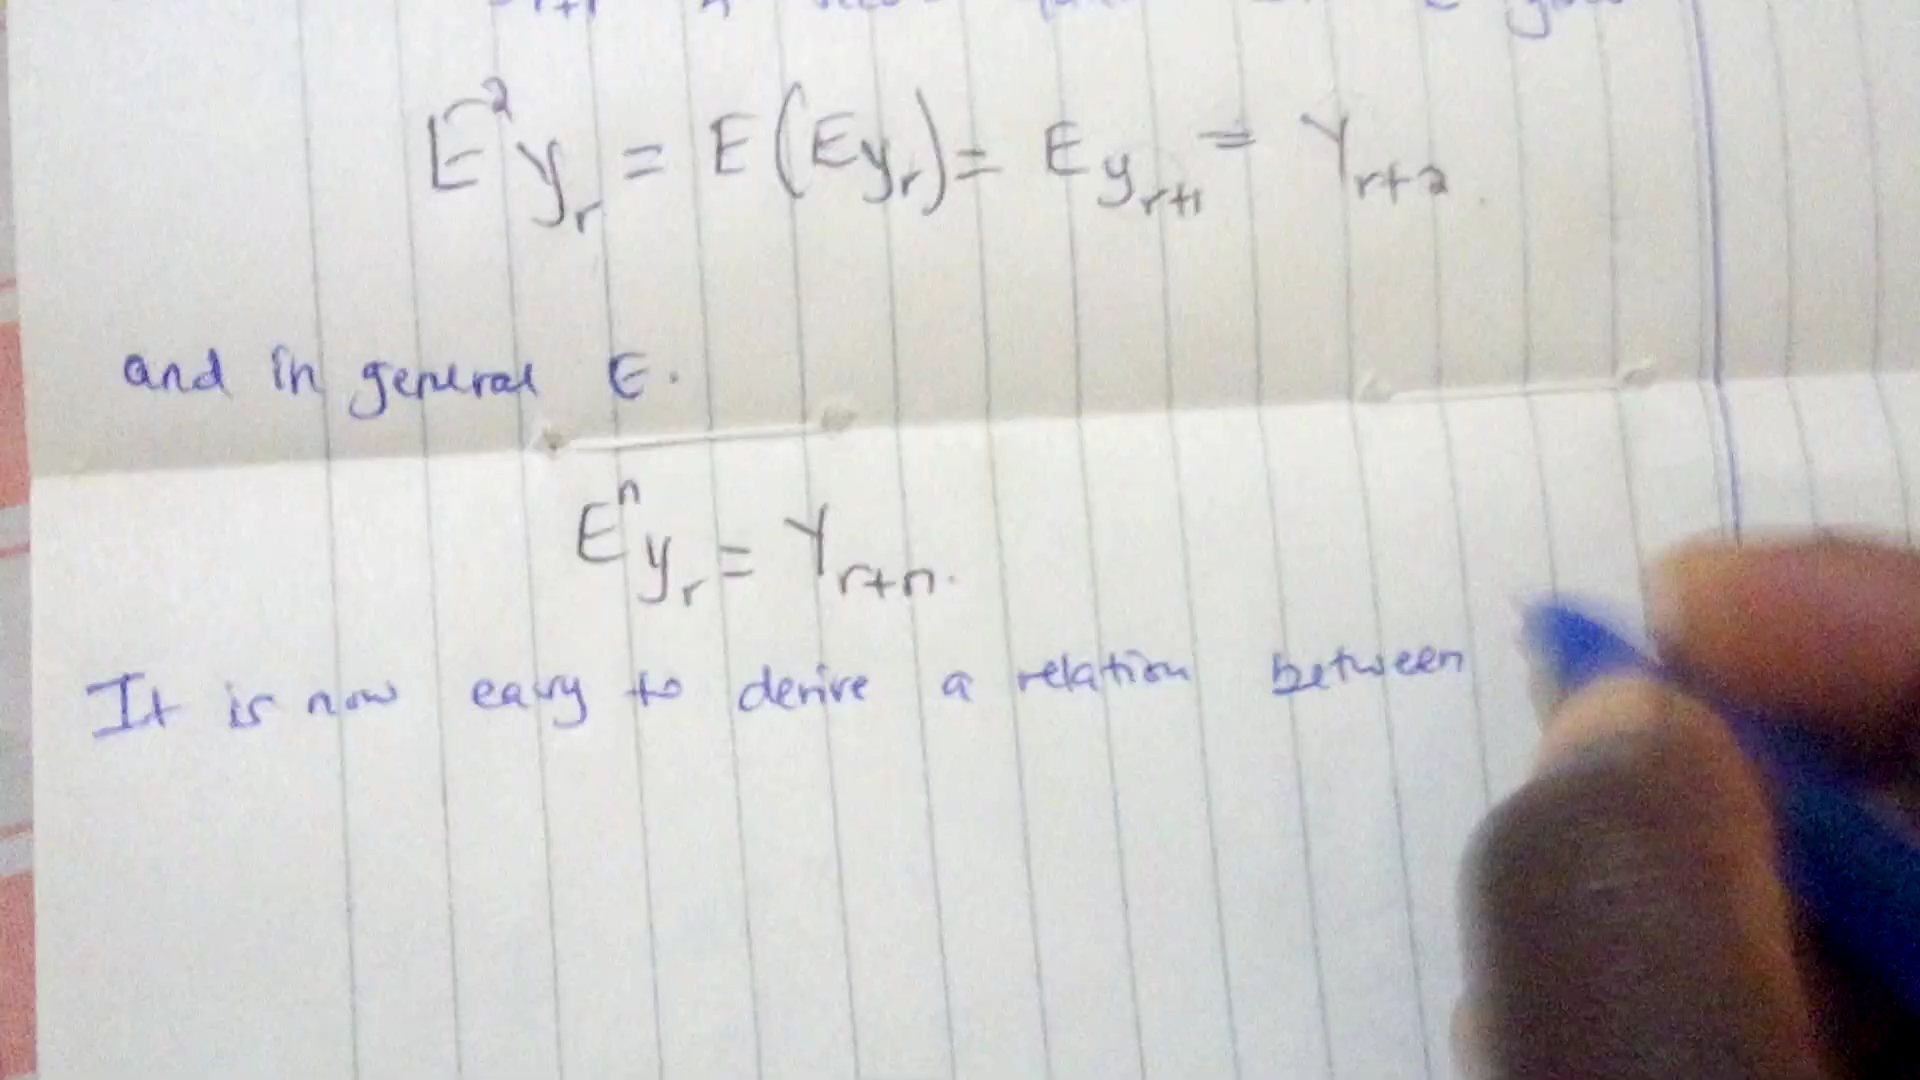 E²y_r = E(Ey_r) = Ey_{r+1} = Y_{r+2}.
and in general E.
Eⁿy_r = Y_{r+n}.
It is now easy to derive a relation between